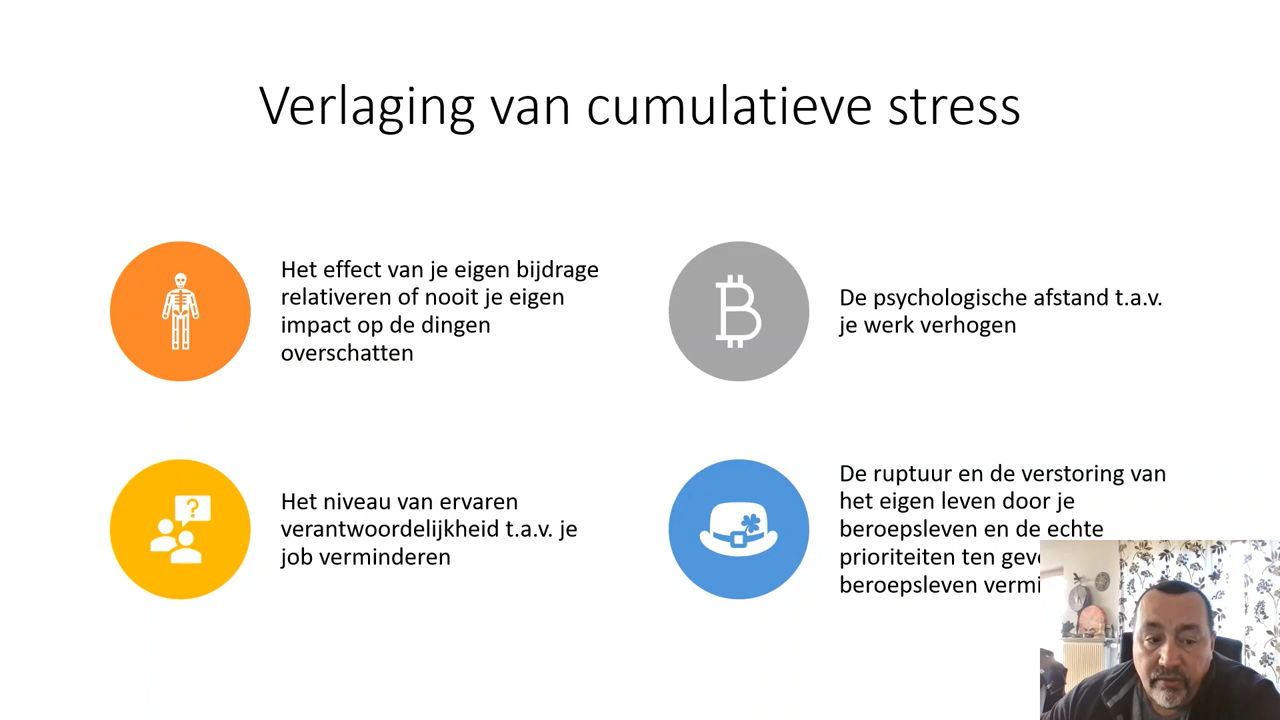 Verlaging van cumulatieve stress
Het effect van je eigen bijdrage
relativeren of nooit je eigen
impact op de dingen
overschatten
De psychologische afstand t.a.v.
je werk verhogen
Het niveau van ervaren
verantwoordelijkheid t.a.v. je
job verminderen
De ruptuur en de verstoring van
het eigen leven door je
beroepsleven en de echte
prioriteiten ten
beroepsleven